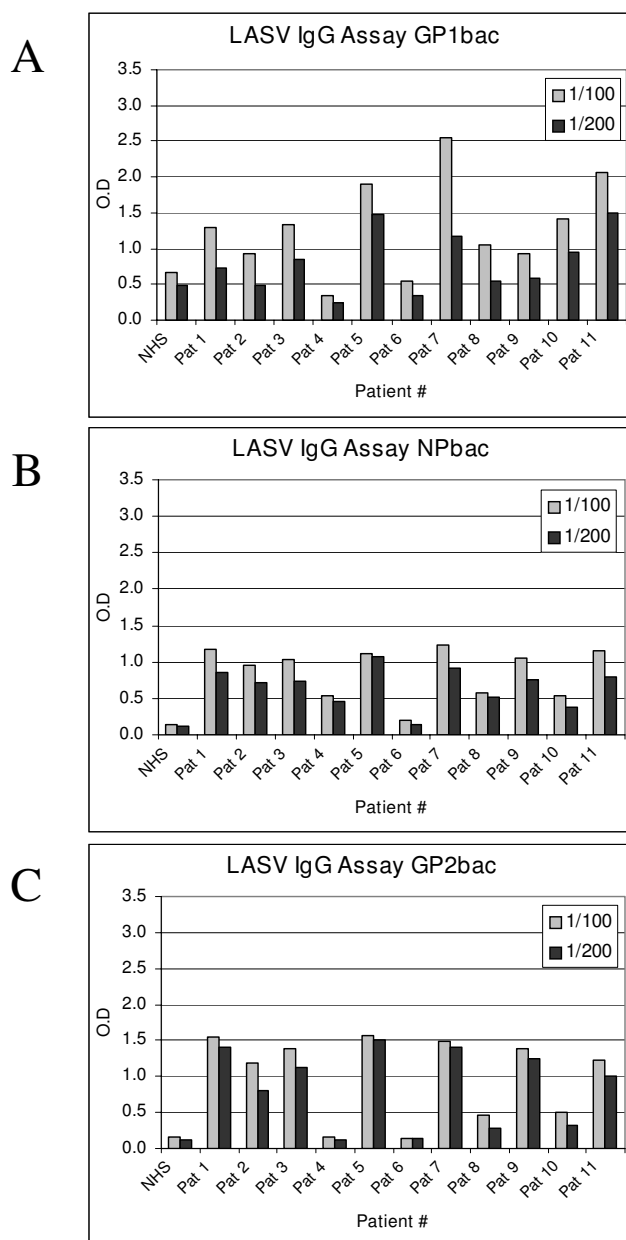 A
LASV IgG Assay GP1bac
3.5
3.0
2.5
2.0
1.5
1.0
0.5
0.0
O.D
1/100
1/200
NHS
Pat 1
Pat 2
Pat 3
Pat 4
Pat 5
Pat 6
Pat 7
Pat 8
Pat 9
Pat 10
Pat 11
Patient #
B
LASV IgG Assay NPbac
3.5
3.0
2.5
2.0
1.5
1.0
0.5
0.0
O.D
1/100
1/200
NHS
Pat 1
Pat 2
Pat 3
Pat 4
Pat 5
Pat 6
Pat 7
Pat 8
Pat 9
Pat 10
Pat 11
Patient #
C
LASV IgG Assay GP2bac
3.5
3.0
2.5
2.0
1.5
1.0
0.5
0.0
O.D
1/100
1/200
NHS
Pat 1
Pat 2
Pat 3
Pat 4
Pat 5
Pat 6
Pat 7
Pat 8
Pat 9
Pat 10
Pat 11
Patient #